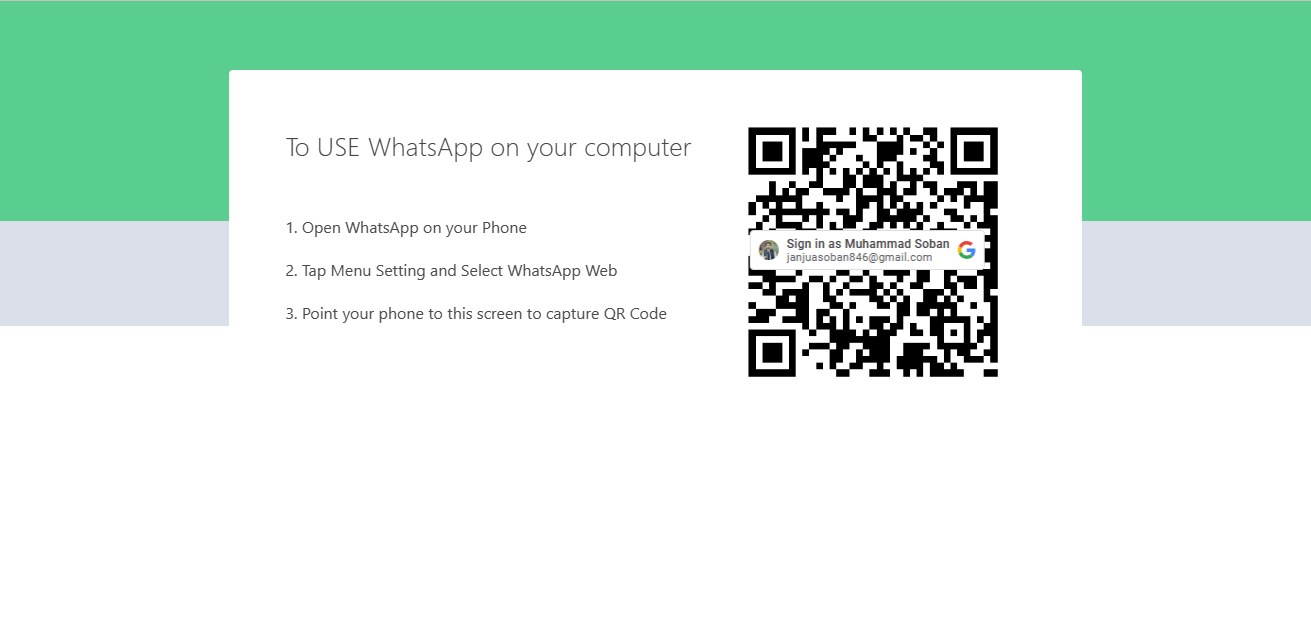 To USE WhatsApp on your computer
1. Open WhatsApp on your Phone
2. Tap Menu Setting and Select WhatsApp Web
3. Point your phone to this screen to capture QR Code
Sign in as Muhammad Soban
janjuasoban846@gmail.com